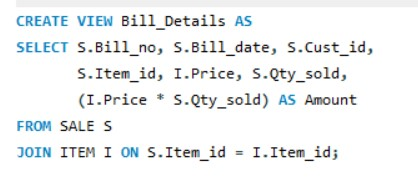 CREATE VIEW Bill_Details AS
SELECT S.Bill_no, S.Bill_date, S.Cust_id,
       S.Item_id, I.Price, S.Qty_sold,
       (I.Price * S.Qty_sold) AS Amount
FROM SALE S
JOIN ITEM I ON S.Item_id = I.Item_id;